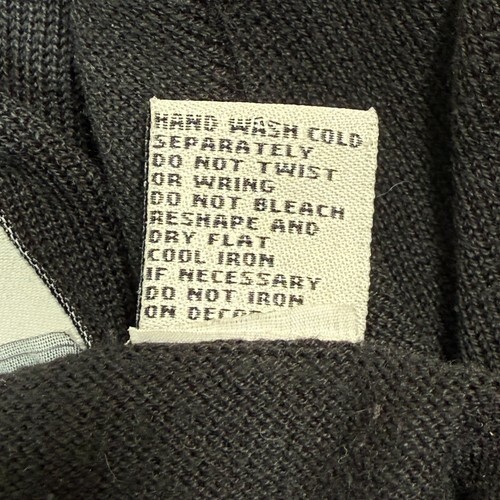 HAND WASH COLD
SEPARATELY
DO NOT TWIST
OR WRING
DO NOT BLEACH
RESHAPE AND
DRY FLAT
COOL IRON
IF NECESSARY
DO NOT IRON
ON